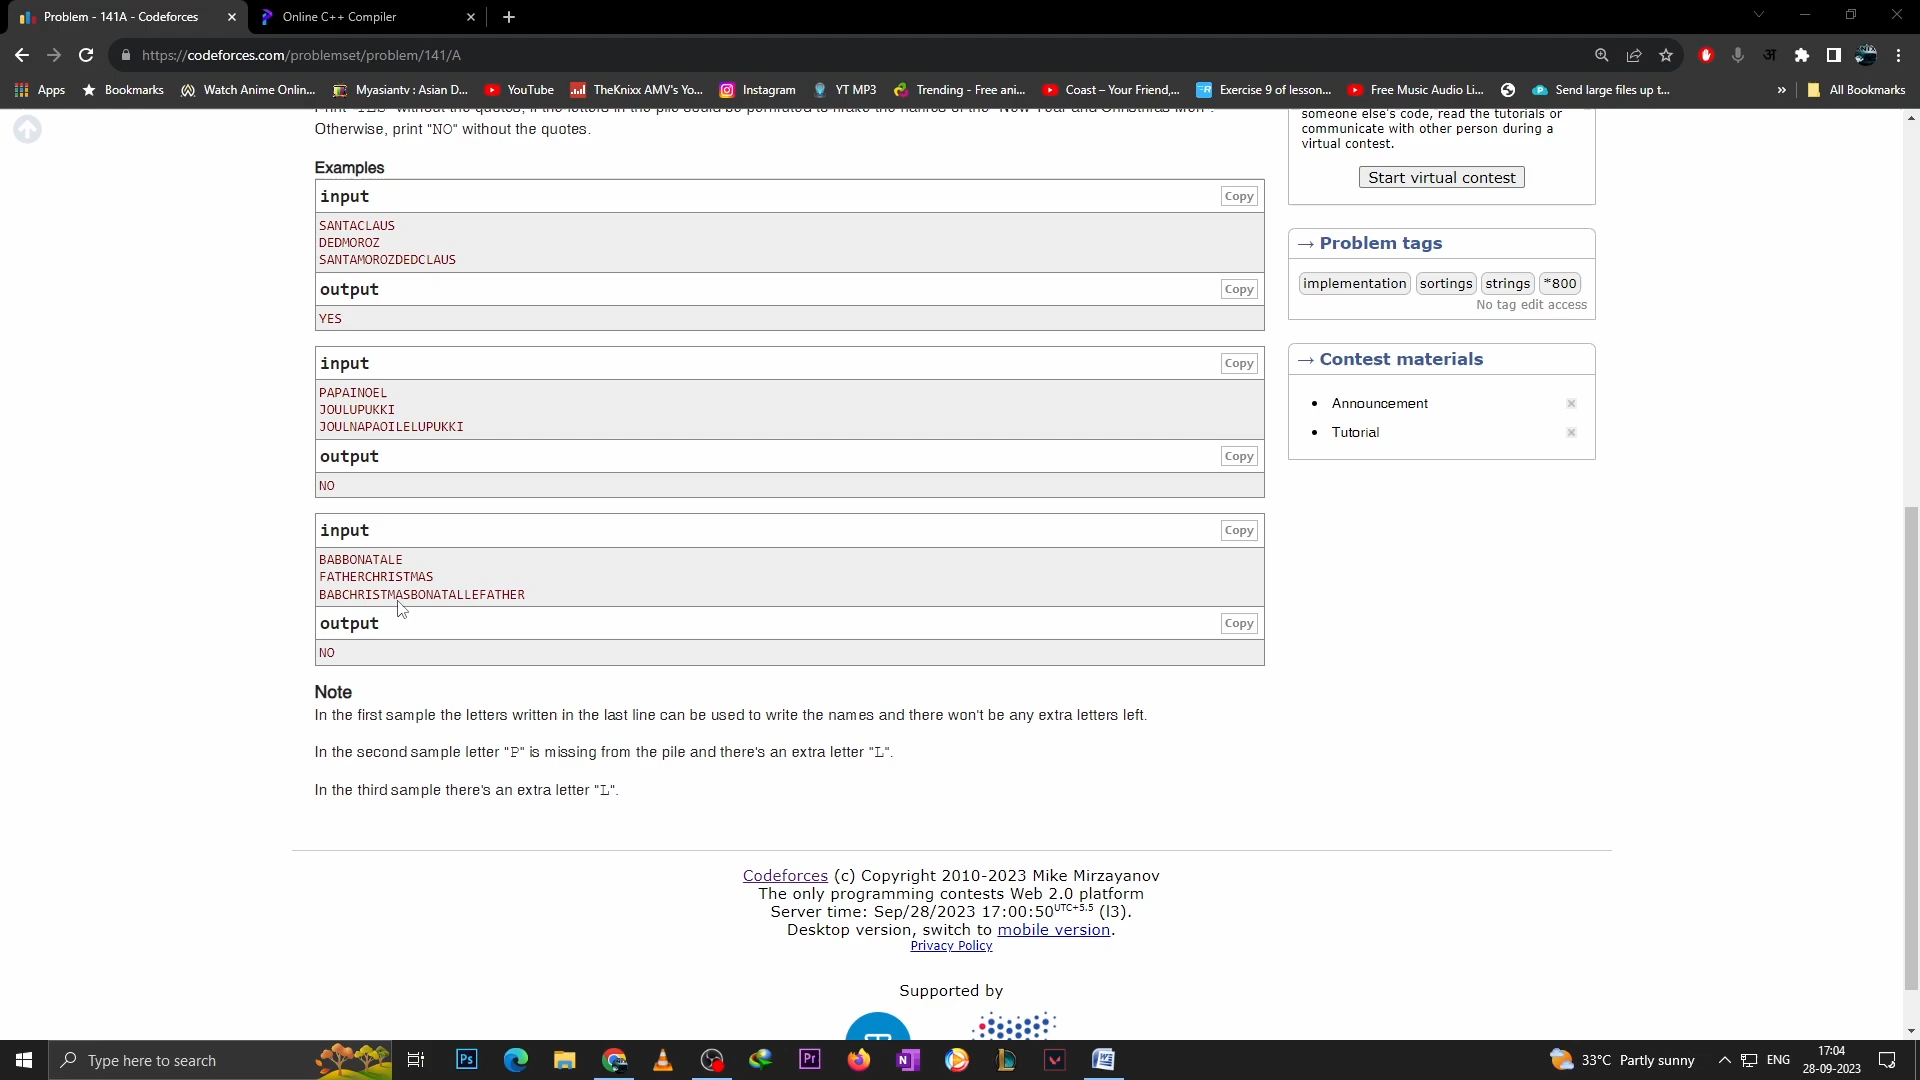 Problem - 141A - Codeforces
Online C++ Compiler
https://codeforces.com/problemset/problem/141/A
Apps
Bookmarks
Watch Anime Onlin...
Myasiantv : Asian D...
YouTube
TheKnixx AMV's Yo...
Instagram
YT MP3
Trending - Free ani...
Coast – Your Friend,...
Exercise 9 of lesson...
Free Music Audio Li...
Send large files up t...
»
All Bookmarks
Otherwise, print "NO" without the quotes.
Examples
input
Copy
SANTACLAUS
DEDMOROZ
SANTAMOROZDEDCLAUS
output
Copy
YES
input
Copy
PAPAINOEL
JOULUPUKKI
JOULNAPAOILELUPUKKI
output
Copy
NO
input
Copy
BABBONATALE
FATHERCHRISTMAS
BABCHRISTMASBONATALLEFATHER
output
Copy
NO
Note
In the first sample the letters written in the last line can be used to write the names and there won't be any extra letters left.
In the second sample letter "P" is missing from the pile and there's an extra letter "L".
In the third sample there's an extra letter "L".
someone else's code, read the tutorials or
communicate with other person during a
virtual contest.
Start virtual contest
→ Problem tags
implementation sortings strings *800
No tag edit access
→ Contest materials
Announcement
Tutorial
Codeforces (c) Copyright 2010-2023 Mike Mirzayanov
The only programming contests Web 2.0 platform
Server time: Sep/28/2023 17:00:50UTC+5.5 (l3).
Desktop version, switch to mobile version.
Privacy Policy
Supported by
Type here to search
Ps
Pr
33°C Partly sunny
ENG
17:04
28-09-2023